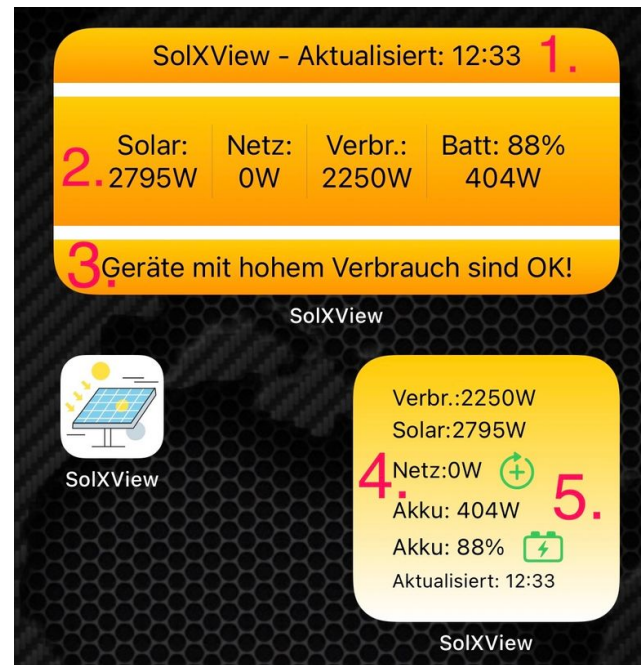 SolXView - Aktualisiert: 12:33 1.
Solar: Netz: Verbr.: Batt: 88%
2. 2795W 0W 2250W 404W
3. Geräte mit hohem Verbrauch sind OK!
SolXView
SolXView
Verbr.:2250W
Solar:2795W
4. Netz:0W
Akku: 404W 5.
Akku: 88%
Aktualisiert: 12:33
SolXView